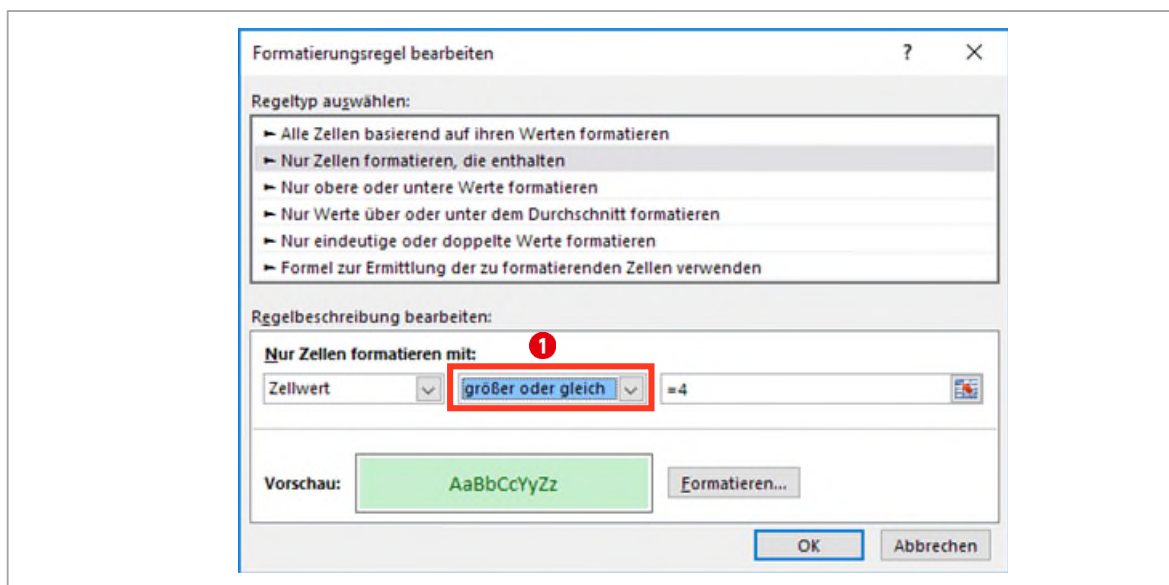 Formatierungsregel bearbeiten ? ×
Regeltyp auswählen:
► Alle Zellen basierend auf ihren Werten formatieren
► Nur Zellen formatieren, die enthalten
► Nur obere oder untere Werte formatieren
► Nur Werte über oder unter dem Durchschnitt formatieren
► Nur eindeutige oder doppelte Werte formatieren
► Formel zur Ermittlung der zu formatierenden Zellen verwenden
Regelbeschreibung bearbeiten:
Nur Zellen formatieren mit:
1
Zellwert größer oder gleich =4
Vorschau: AaBbCcYyZz Formatieren...
OK Abbrechen